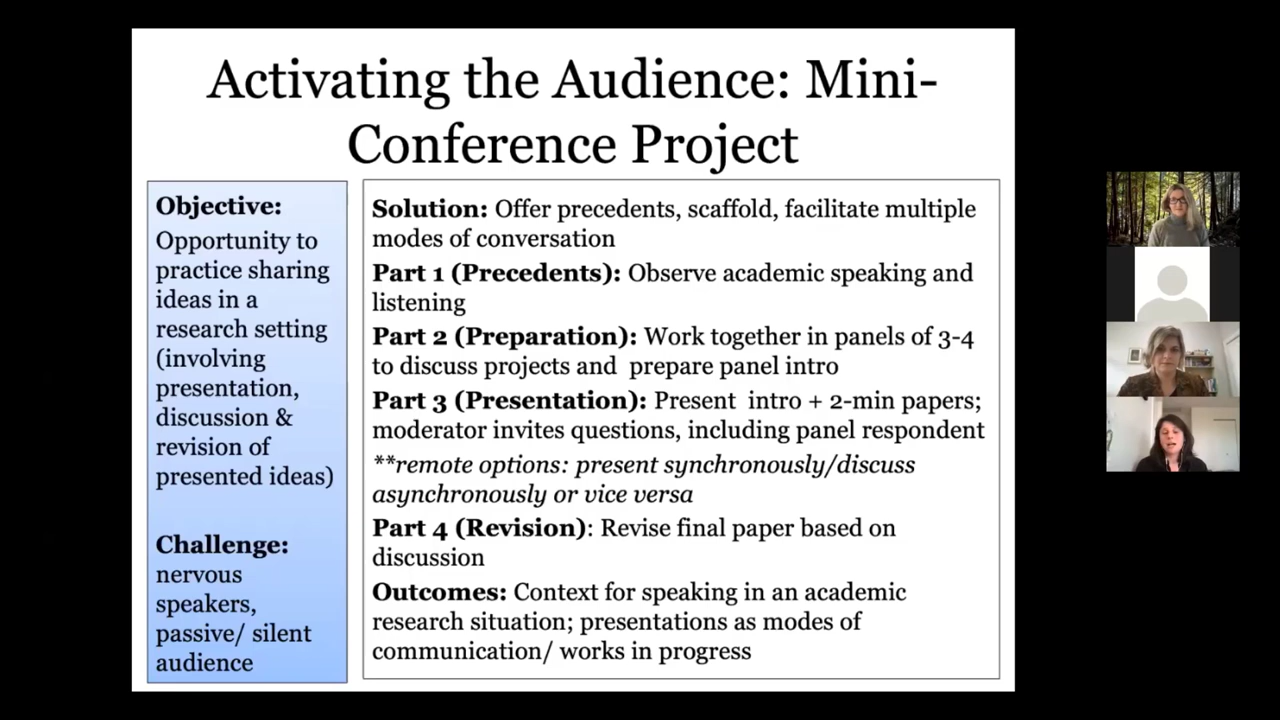 Activating the Audience: Mini-
Conference Project
Objective:
Opportunity to
practice sharing
ideas in a
research setting
(involving
presentation,
discussion &
revision of
presented ideas)
Challenge:
nervous
speakers,
passive/ silent
audience
Solution: Offer precedents, scaffold, facilitate multiple
modes of conversation
Part 1 (Precedents): Observe academic speaking and
listening
Part 2 (Preparation): Work together in panels of 3-4
to discuss projects and  prepare panel intro
Part 3 (Presentation): Present  intro + 2-min papers;
moderator invites questions, including panel respondent
**remote options: present synchronously/discuss
asynchronously or vice versa
Part 4 (Revision): Revise final paper based on
discussion
Outcomes: Context for speaking in an academic
research situation; presentations as modes of
communication/ works in progress